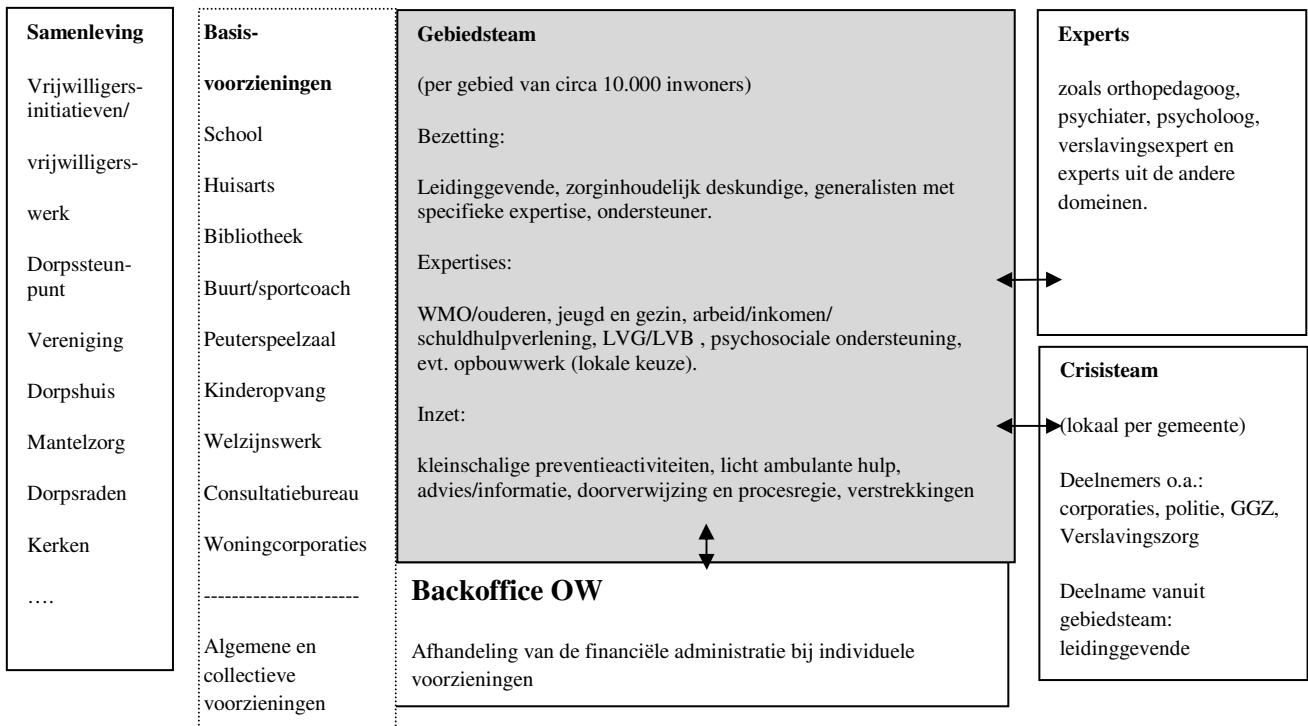 Samenleving
Vrijwilligers-
initiatieven/
vrijwilligers-
werk
Dorpssteun-
punt
Vereniging
Dorpshuis
Mantelzorg
Dorpsraden
Kerken
….
Basis-
voorzieningen
School
Huisarts
Bibliotheek
Buurt/sportcoach
Peuterspeelzaal
Kinderopvang
Welzijnswerk
Consultatiebureau
Woningcorporaties
----------------------
Algemene en
collectieve
voorzieningen
Gebiedsteam
(per gebied van circa 10.000 inwoners)
Bezetting:
Leidinggevende, zorginhoudelijk deskundige, generalisten met
specifieke expertise, ondersteuner.
Expertises:
WMO/ouderen, jeugd en gezin, arbeid/inkomen/
schuldhulpverlening, LVG/LVB , psychosociale ondersteuning,
evt. opbouwwerk (lokale keuze).
Inzet:
kleinschalige preventieactiviteiten, licht ambulante hulp,
advies/informatie, doorverwijzing en procesregie, verstrekkingen
Backoffice OW
Afhandeling van de financiële administratie bij individuele
voorzieningen
Experts
zoals orthopedagoog,
psychiater, psycholoog,
verslavingsexpert en
experts uit de andere
domeinen.
Crisisteam
(lokaal per gemeente)
Deelnemers o.a.:
corporaties, politie, GGZ,
Verslavingszorg
Deelname vanuit
gebiedsteam:
leidinggevende